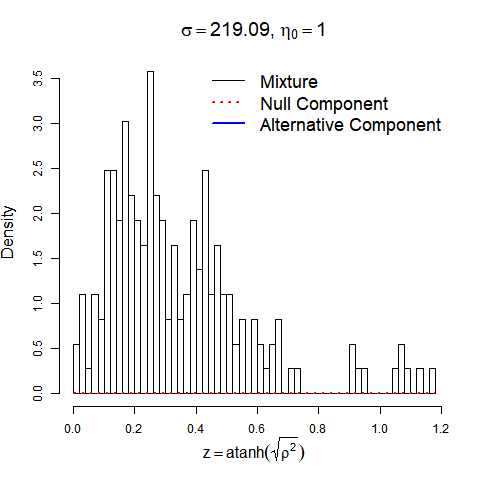 σ = 219.09, η₀ = 1
Mixture
Null Component
Alternative Component
Density
3.5
3.0
2.5
2.0
1.5
1.0
0.5
0.0
0.0 0.2 0.4 0.6 0.8 1.0 1.2
z = atanh(√ρ²)